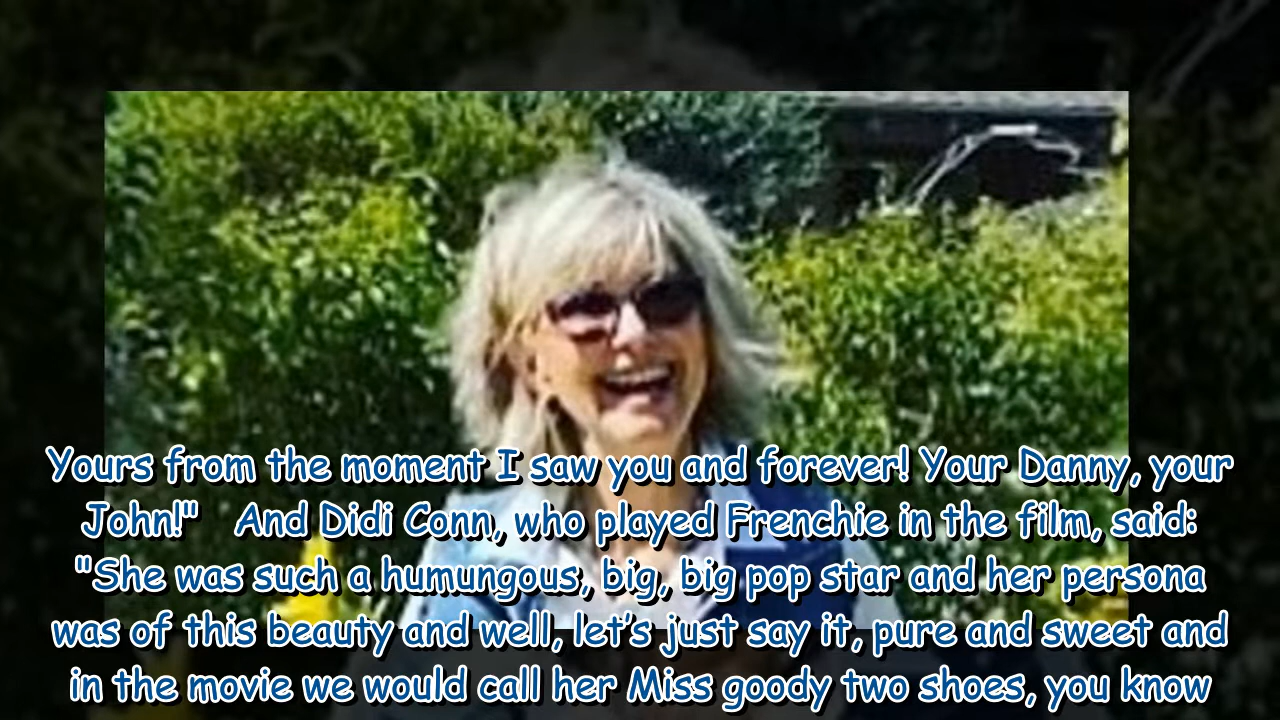 Yours from the moment I saw you and forever! Your Danny, your
John!" And Didi Conn, who played Frenchie in the film, said:
"She was such a humungous, big, big pop star and her persona
was of this beauty and well, let’s just say it, pure and sweet and
in the movie we would call her Miss goody two shoes, you know